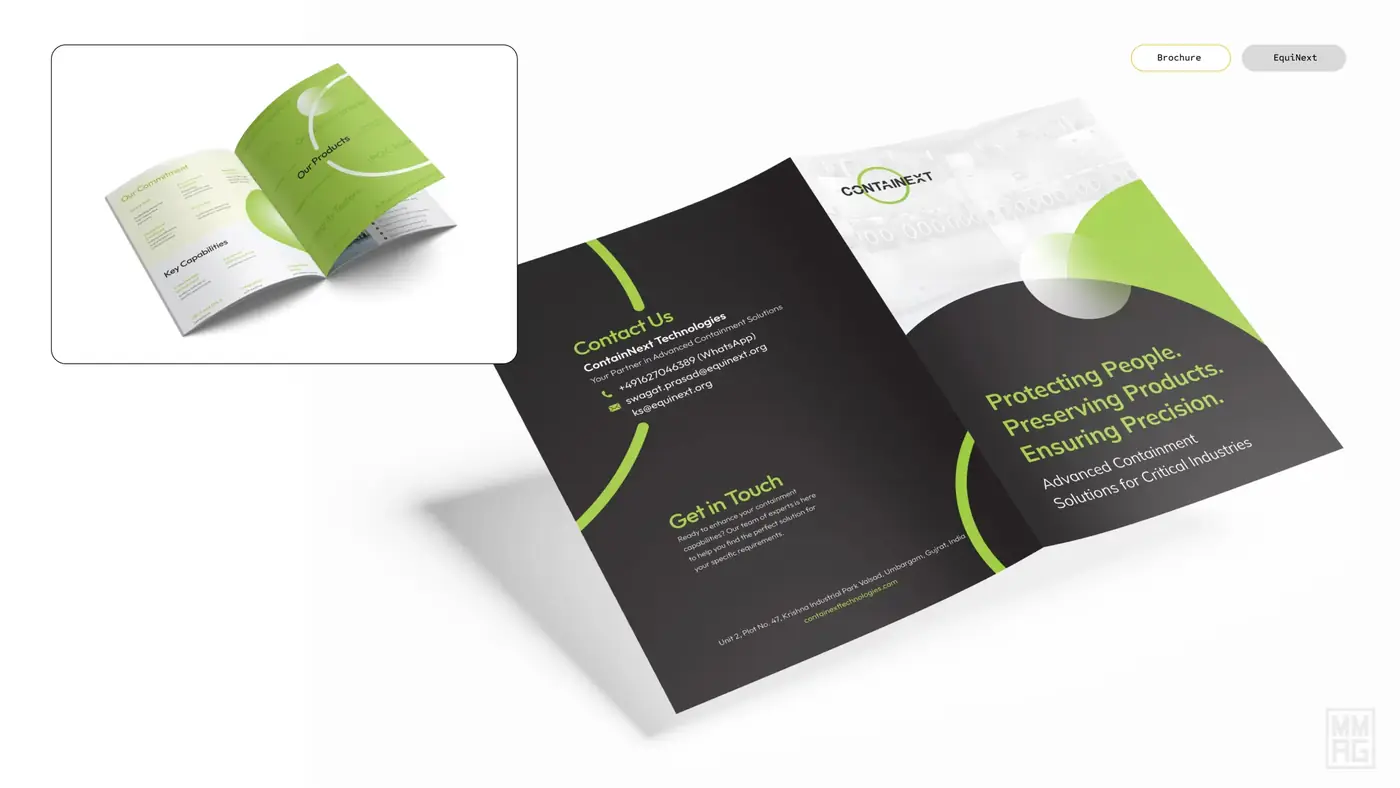 Brochure
EquiNext
Our Commitment
Key Capabilities
Our Products
Contact Us
ContainNext Technologies
Your Partner in Advanced Containment Solutions
+491627046389 (WhatsApp)
swagat.prasad@equinext.org
ks@equinext.org
Get in Touch
Ready to enhance your containment
capabilities? Our team of experts is here
to help you find the perfect solution for
your specific requirements.
Unit 2, Plot No. 47, Krishna Industrial Park Valsad, Umbargam, Gujrat, India
containexttechnologies.com
CONTAINEXT
Protecting People.
Preserving Products.
Ensuring Precision.
Advanced Containment
Solutions for Critical Industries
MM
AG